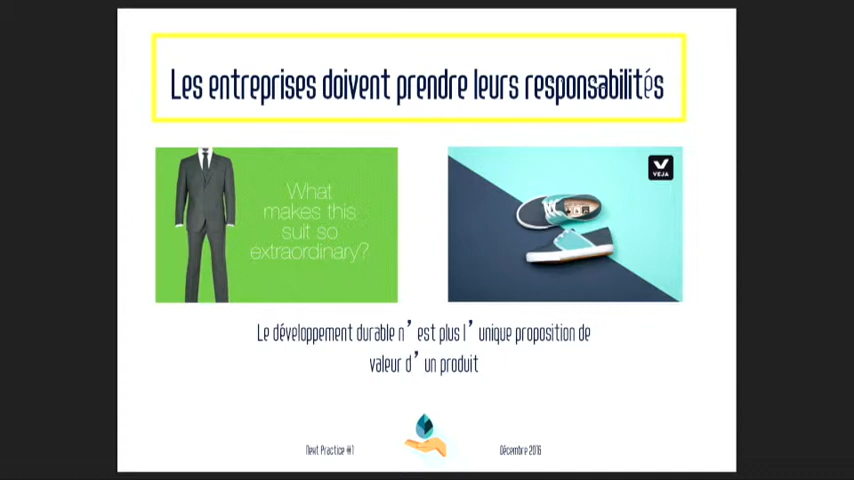 Les entreprises doivent prendre leurs responsabilités
What
makes this
suit so
extraordinary?
V
VEJA
Le développement durable n’est plus l’unique proposition de
valeur d’un produit
Next Practice #1
Décembre 2016